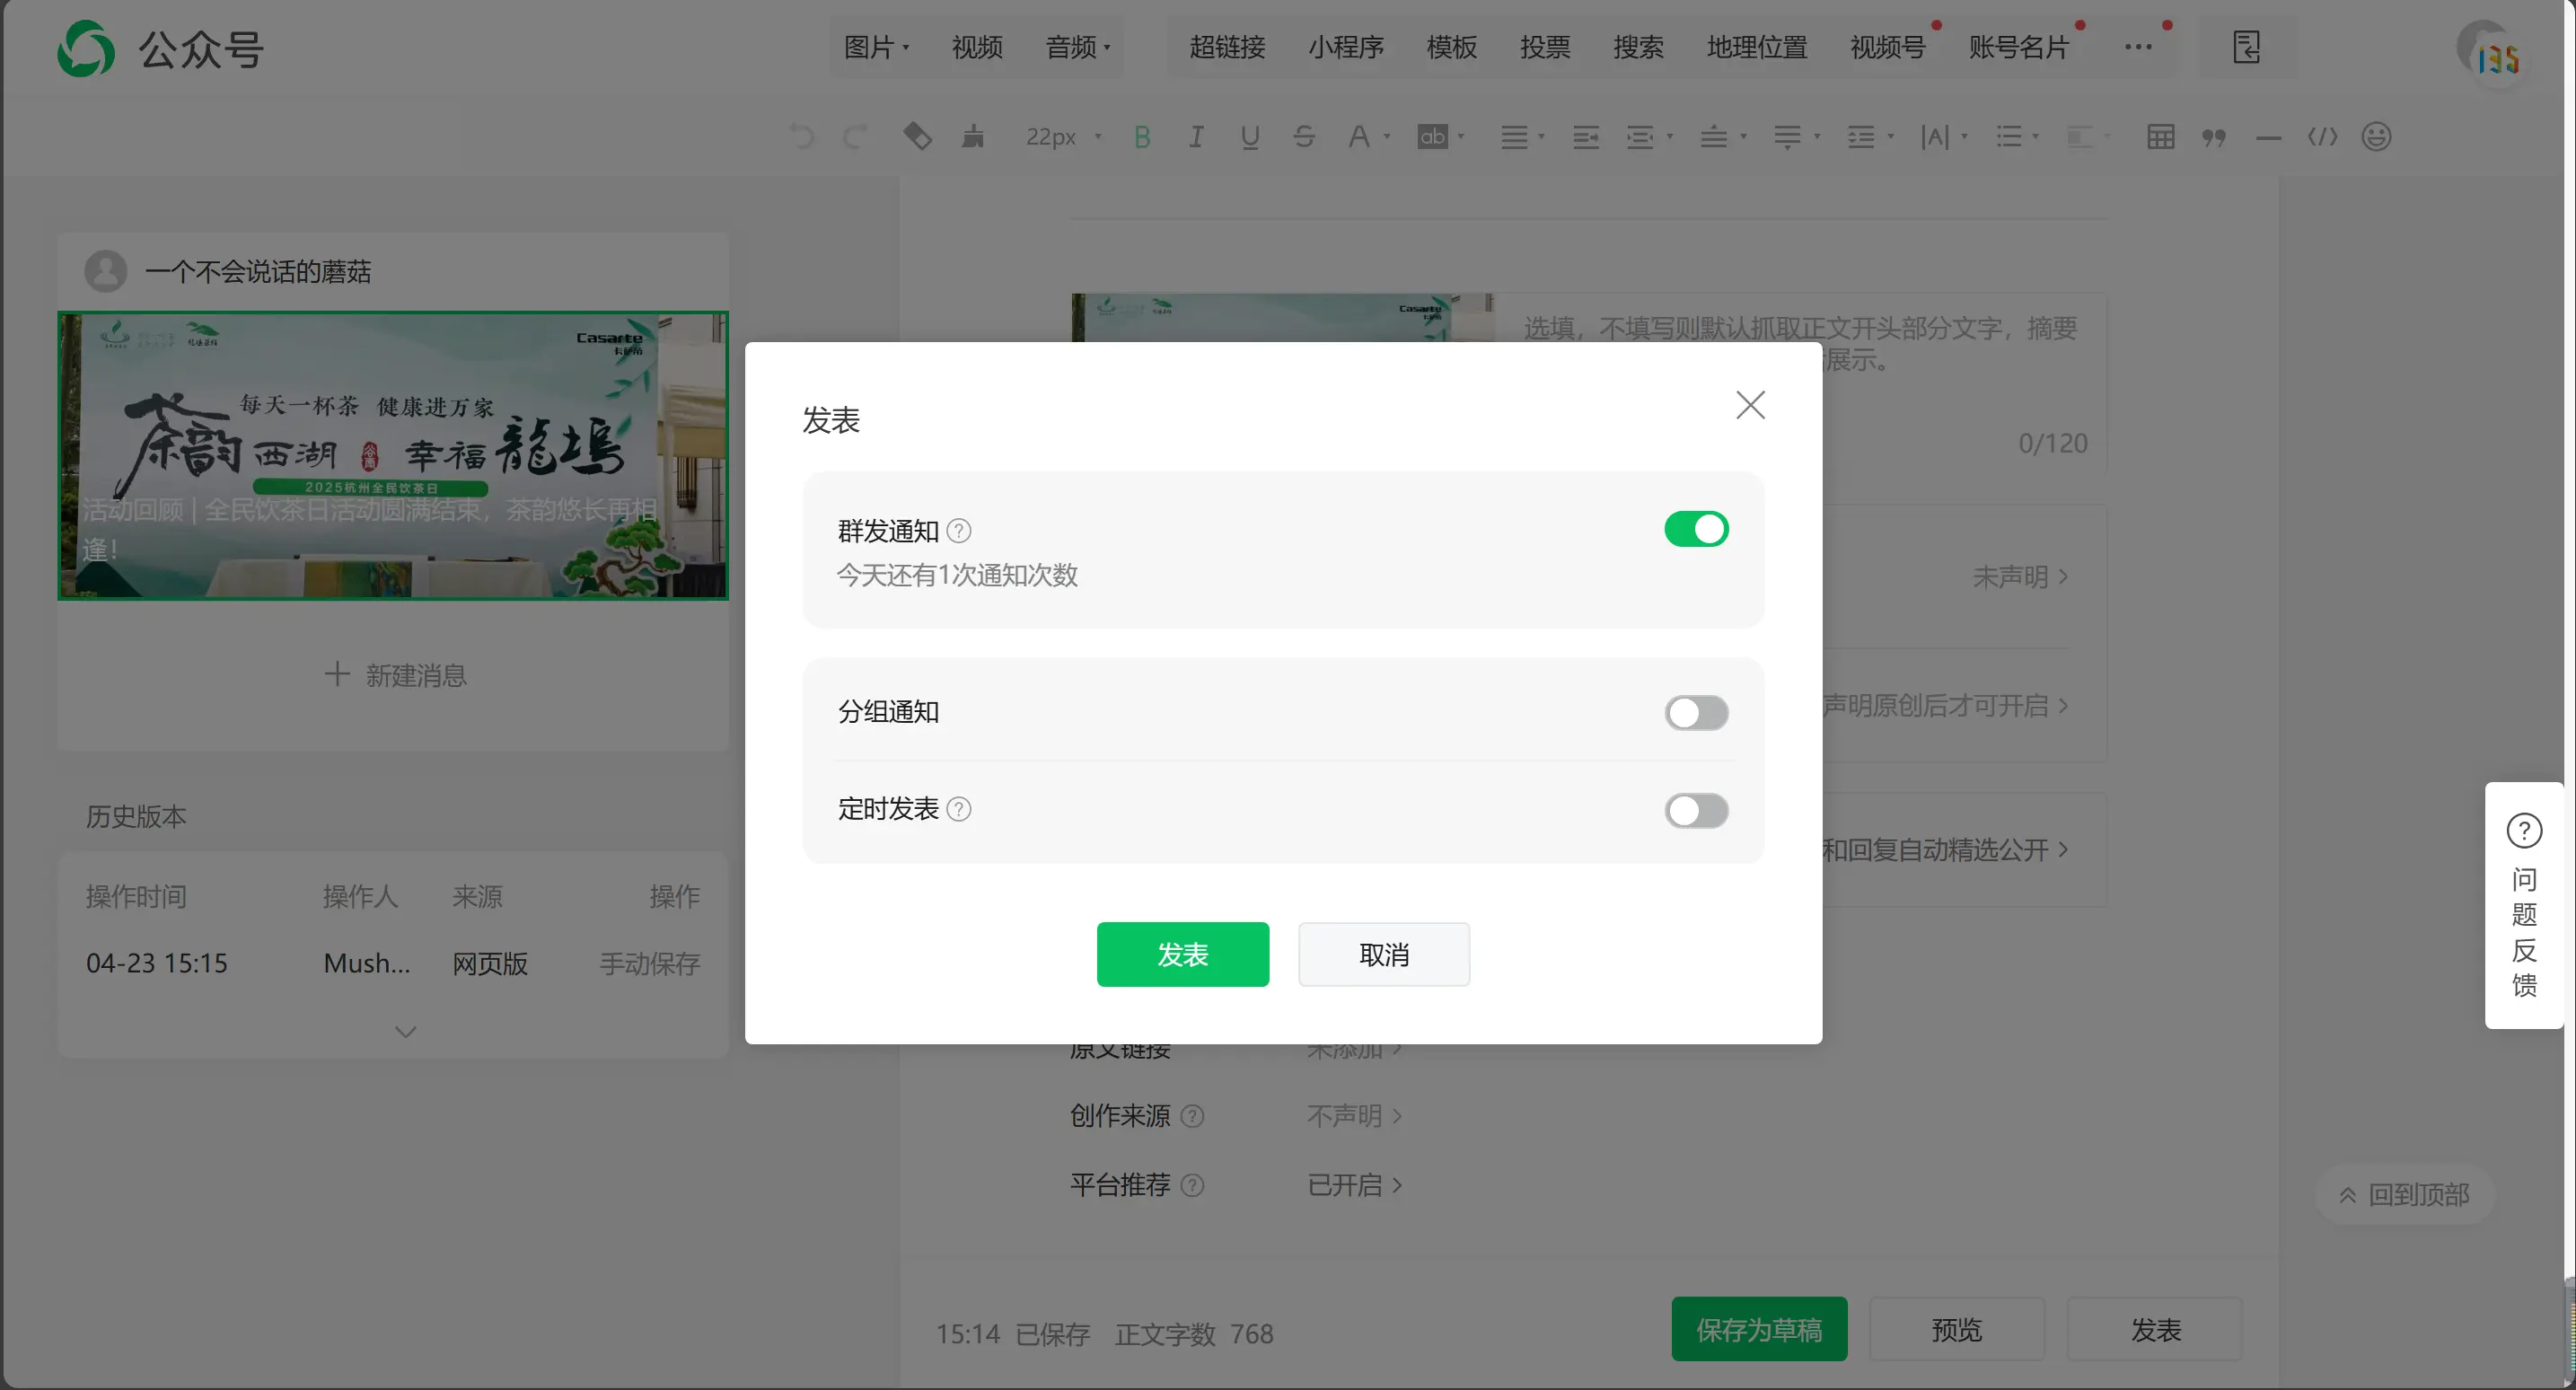 公众号
图片 视频 音频 超链接 小程序 模板 投票 搜索 地理位置 视频号 账号名片 ...
135
22px B I U S A ab A
一个不会说话的蘑菇
Casarte
卡萨帝
每天一杯茶 健康进万家
茶韵西湖 幸福龍坞
2025杭州全民饮茶日
活动回顾 | 全民饮茶日活动圆满结束，茶韵悠长再相
逢！
新建消息
历史版本
操作时间 操作人 来源 操作
04-23 15:15 Mush... 网页版 手动保存
Casarte
选填，不填写则默认抓取正文开头部分文字，摘要
展示。
0/120
未声明
声明原创后才可开启
和回复自动精选公开
发表
群发通知
今天还有1次通知次数
分组通知
定时发表
发表 取消
原文链接 未添加
创作来源 不声明
平台推荐 已开启
问
题
反
馈
回到顶部
15:14 已保存 正文字数 768
保存为草稿 预览 发表